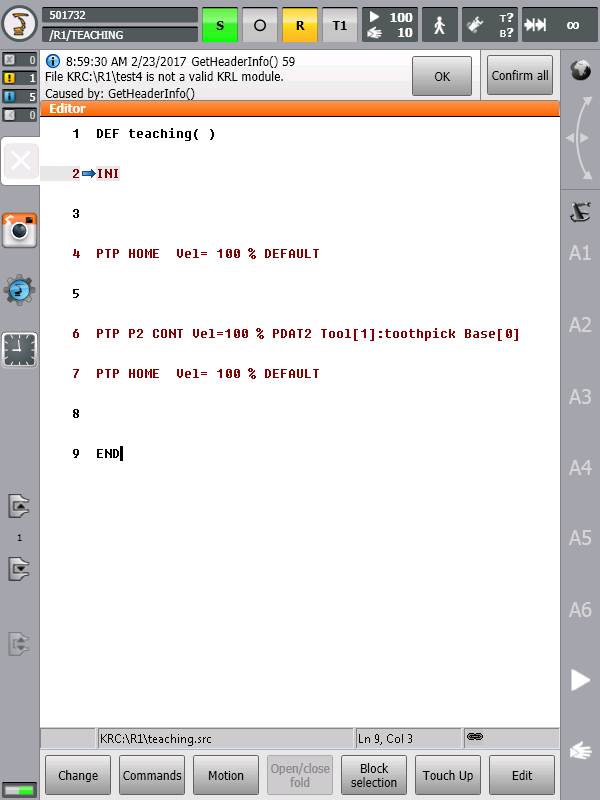 501732
/R1/TEACHING
S O R T1
100
10
T?
B?
∞
0
1
5
0
8:59:30 AM 2/23/2017 GetHeaderInfo() 59
File KRC:\R1\test4 is not a valid KRL module.
Caused by: GetHeaderInfo()
OK
Confirm all
Editor
1 DEF teaching( )
2 INI
3
4 PTP HOME Vel= 100 % DEFAULT
5
6 PTP P2 CONT Vel=100 % PDAT2 Tool[1]:toothpick Base[0]
7 PTP HOME Vel= 100 % DEFAULT
8
9 END
1
A1
A2
A3
A4
A5
A6
KRC:\R1\teaching.src
Ln 9, Col 3
Change
Commands
Motion
Open/close
fold
Block
selection
Touch Up
Edit